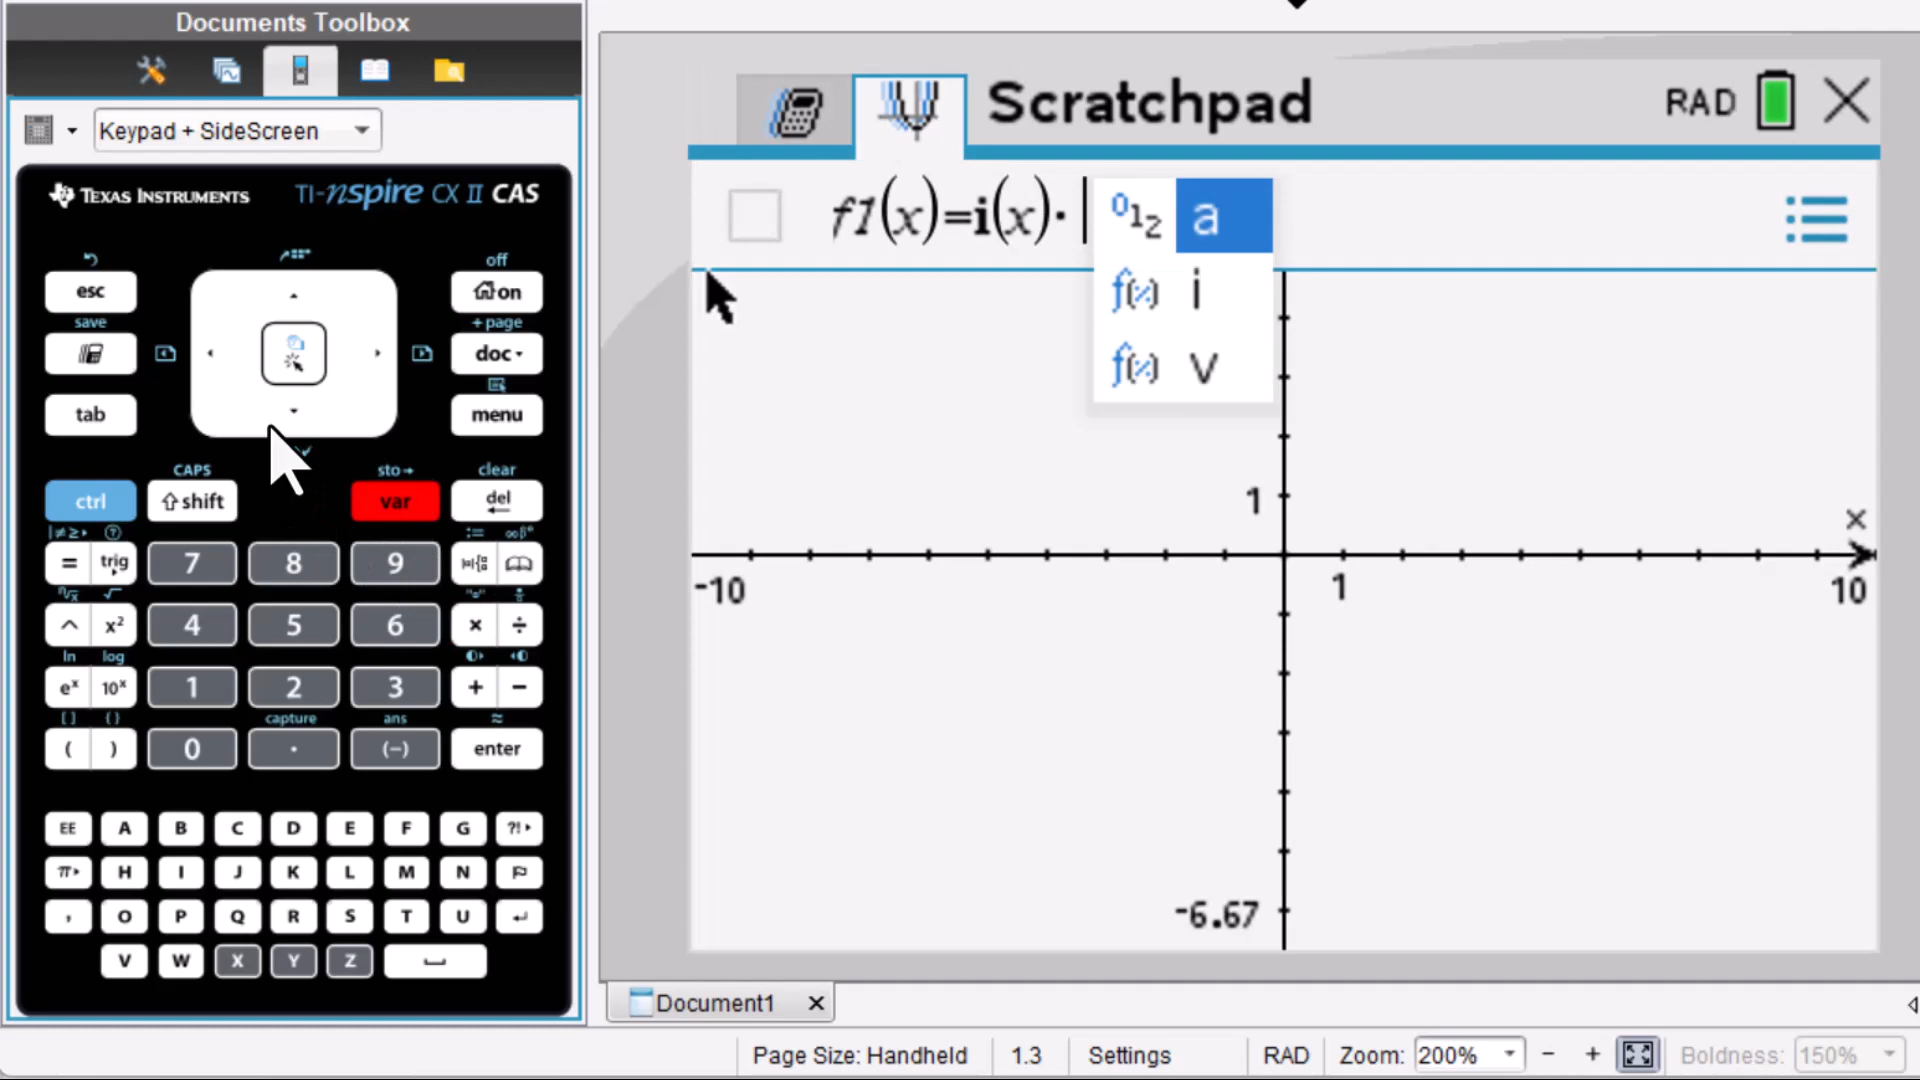 Documents Toolbox
Keypad + SideScreen
TEXAS INSTRUMENTS TI-nspire CX II CAS
off
esc
on
save
+ page
doc
tab
menu
CAPS sto→ clear
ctrl shift var del
|≠≥▸ ? := ∞β°
= trig 7 8 9
ⁿ√x √
^ x² 4 5 6 × ÷
ln log
eˣ 10ˣ 1 2 3 + −
[] {} capture ans ≈
( ) 0 . (−) enter
EE A B C D E F G ?!▸
π▸ H I J K L M N
, O P Q R S T U ↵
V W X Y Z
Scratchpad
RAD
f1(x)=i(x)·
a
f(x) i
f(x) v
1
x
-10
1
10
-6.67
Document1
Page Size: Handheld 1.3 Settings RAD Zoom: 200% − + Boldness: 150%